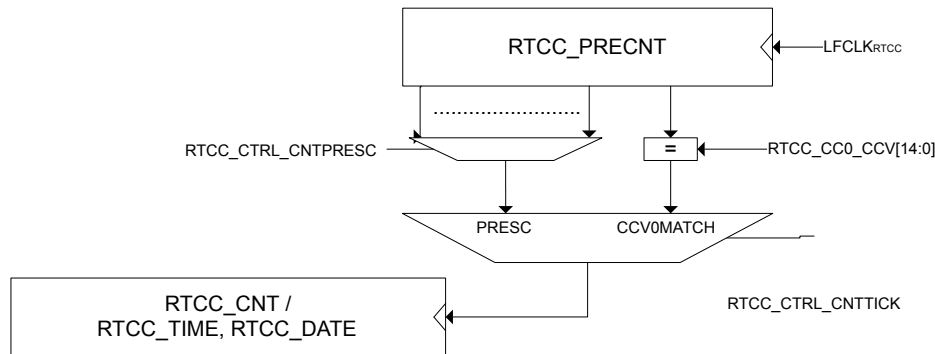 RTCC_PRECNT
LFCLKRTCC
RTCC_CTRL_CNTPRESC
=
RTCC_CC0_CCV[14:0]
PRESC
CCV0MATCH
RTCC_CNT /
RTCC_TIME, RTCC_DATE
RTCC_CTRL_CNTTICK